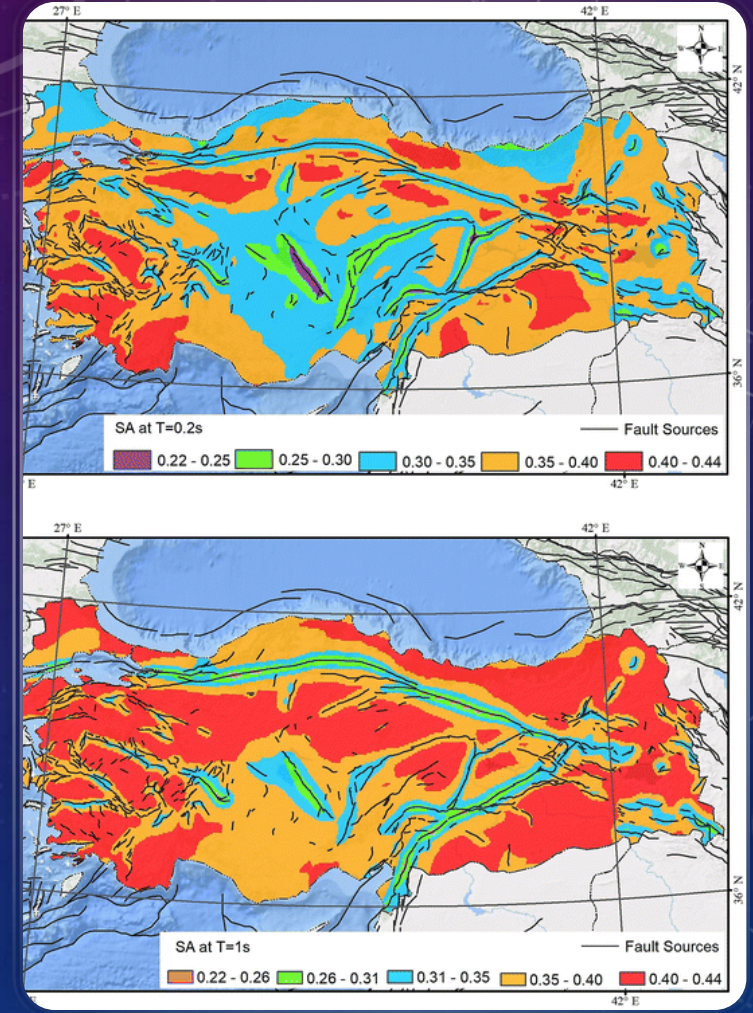 27° E 42° E
N
W E
S
42° N
36° N
SA at T=0.2s Fault Sources
0.22 - 0.25 0.25 - 0.30 0.30 - 0.35 0.35 - 0.40 0.40 - 0.44
° E 42° E
27° E 42° E
N
W E
S
42° N
36° N
SA at T=1s Fault Sources
0.22 - 0.26 0.26 - 0.31 0.31 - 0.35 0.35 - 0.40 0.40 - 0.44
°E 42° E